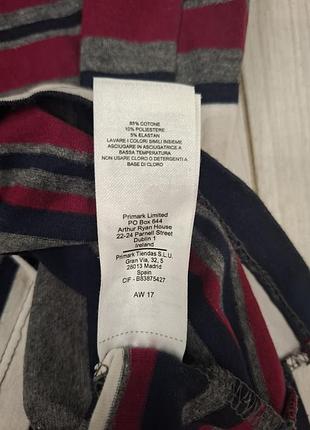 85% COTONE
10% POLIESTERE
5% ELASTAN
LAVARE I COLORI SIMILI INSIEME
ASCIUGARE IN ASCIUGATRICE A
BASSA TEMPERATURA
NON USARE CLORO O DETERGENTI A
BASE DI CLORO
Primark Limited
PO Box 644
Arthur Ryan House
22-24 Parnell Street
Dublin 1
Ireland
Primark Tiendas S.L.U.
Gran Via, 32, 5
28013 Madrid
Spain
CIF - B83875427
AW 17